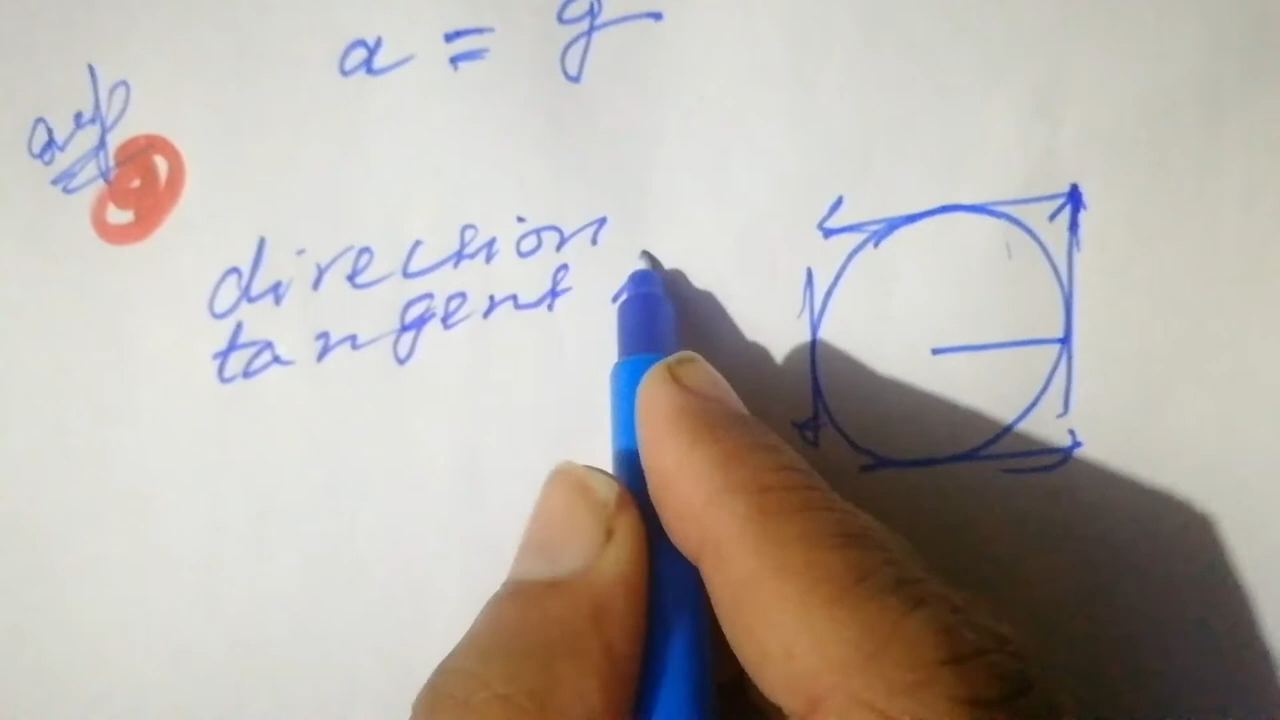 a = g
direction
tangent